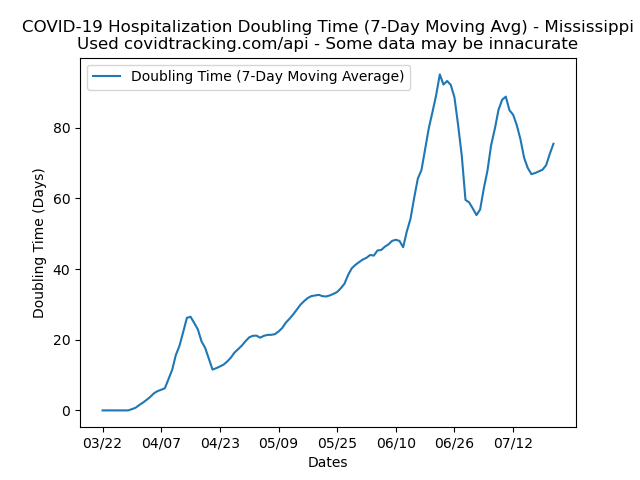 COVID-19 Hospitalization Doubling Time (7-Day Moving Avg) - Mississippi
Used covidtracking.com/api - Some data may be innacurate
Doubling Time (7-Day Moving Average)
Doubling Time (Days)
80
60
40
20
0
03/22 04/07 04/23 05/09 05/25 06/10 06/26 07/12
Dates